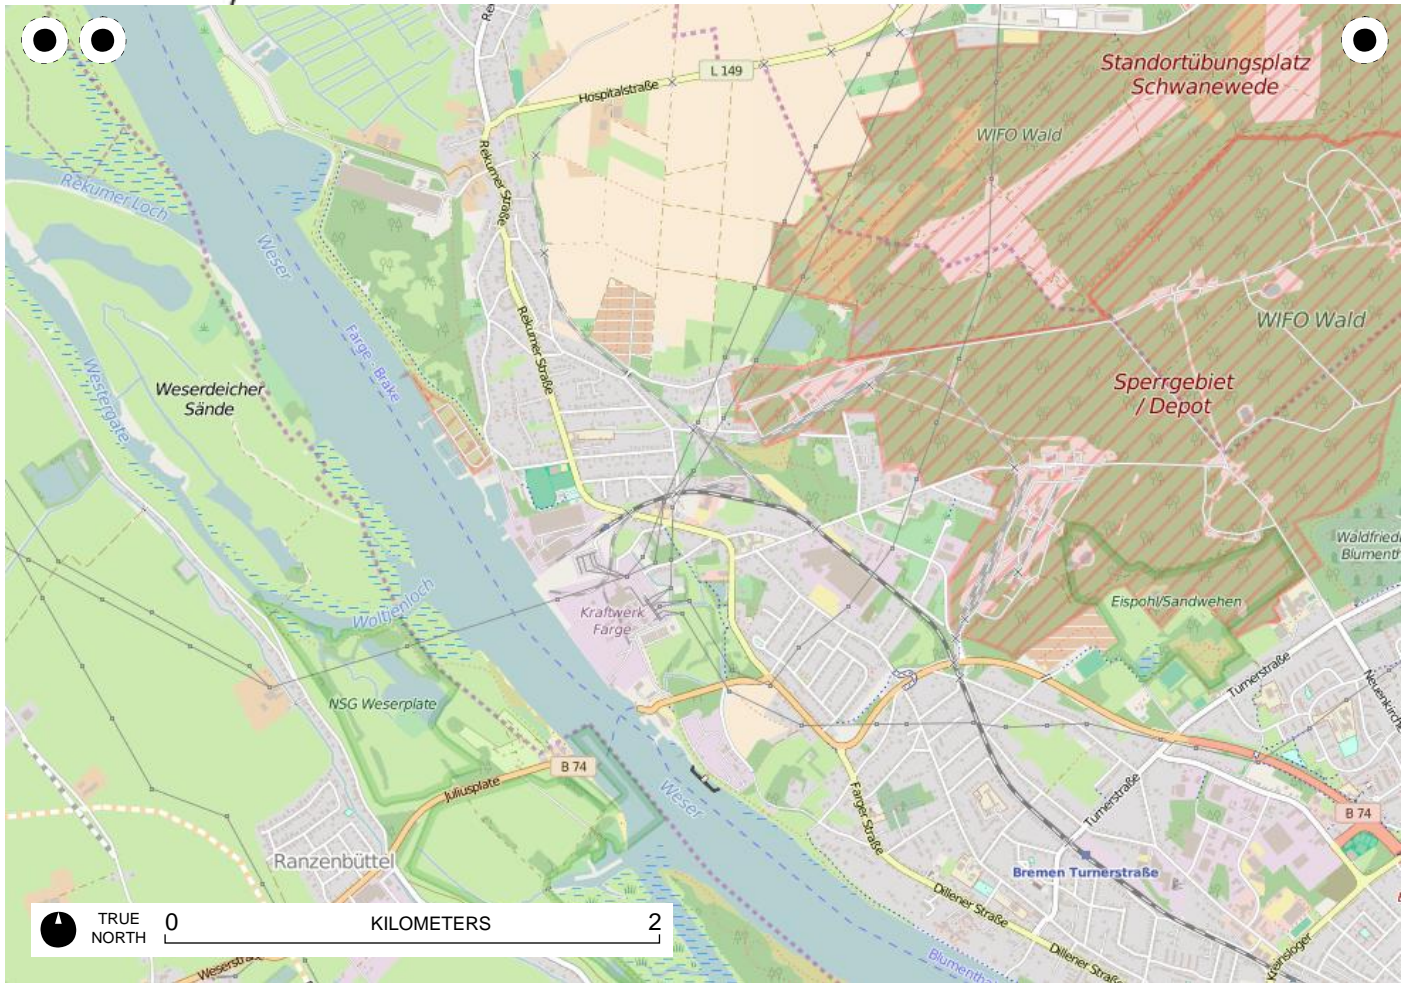 L 149
Hospitalstraße
Standortübungsplatz
Schwanewede
WIFO Wald
Rekumer Straße
Rekumer Loch
Weser
Farge - Brake
Rekumer Straße
WIFO Wald
Westergate
Weserdeicher
Sände
Sperrgebiet
/ Depot
Blumenth
Woltjenloch
Kraftwerk
Farge
Eispohl/Sandwehen
Turnerstraße
NSG Weserplate
B 74
Juliusplate
Weser
Farger Straße
Turnerstraße
B 74
Ranzenbüttel
Bremen Turnerstraße
Dillener Straße
Dillener Straße
TRUE
NORTH
0
KILOMETERS
2